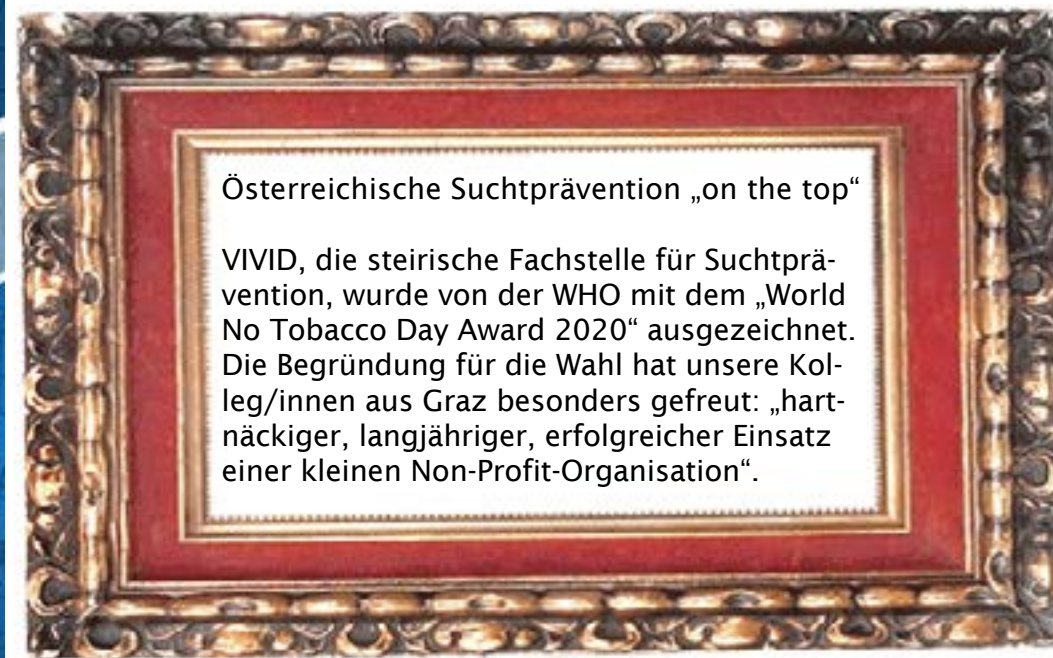 Österreichische Suchtprävention „on the top“
VIVID, die steirische Fachstelle für Suchtprä-
vention, wurde von der WHO mit dem „World
No Tobacco Day Award 2020“ ausgezeichnet.
Die Begründung für die Wahl hat unsere Kol-
leg/innen aus Graz besonders gefreut: „hart-
näckiger, langjähriger, erfolgreicher Einsatz
einer kleinen Non-Profit-Organisation“.